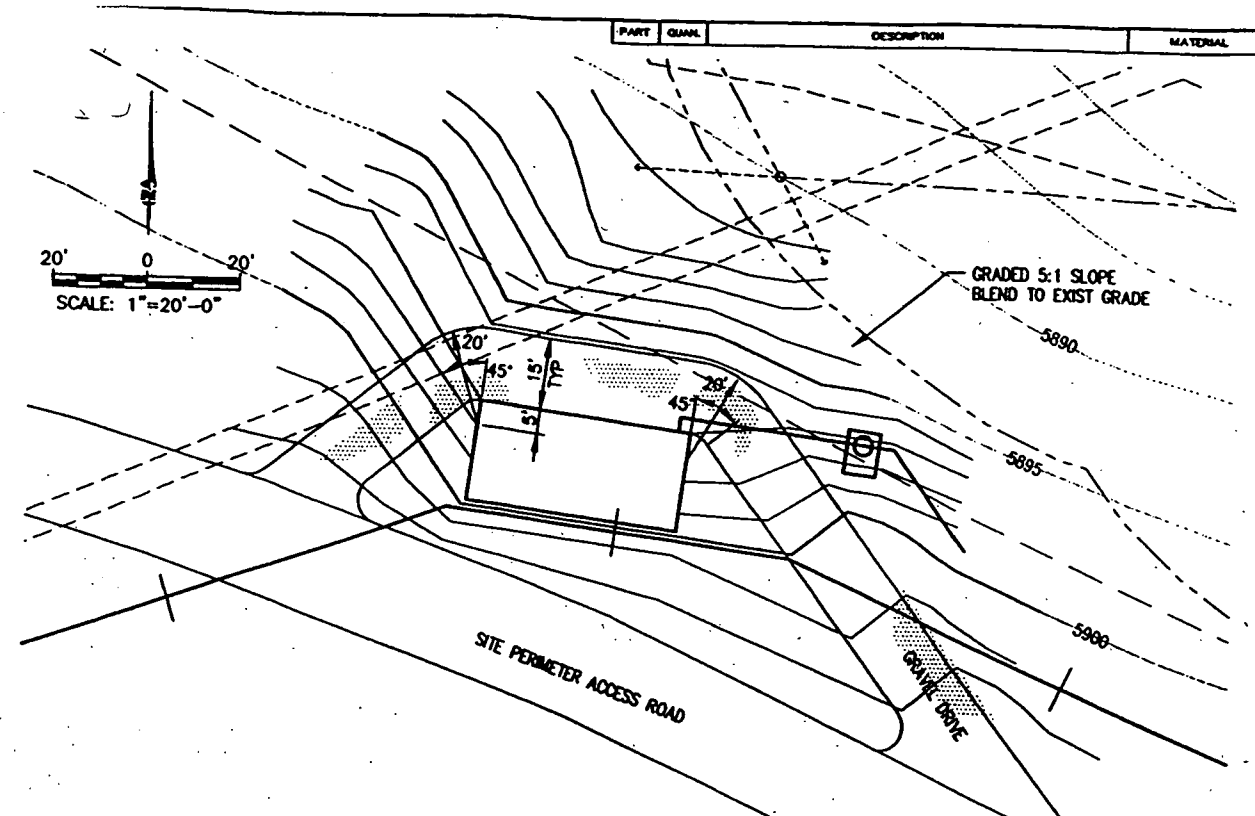 PART QUAN. DESCRIPTION MATERIAL
20' 0 20'
SCALE: 1"=20'-0"
GRADED 5:1 SLOPE
BLEND TO EXIST GRADE
5890
20'
45°
15'
TYP
5'
20'
45°
5895
5900
SITE PERIMETER ACCESS ROAD
GRAVEL DRIVE